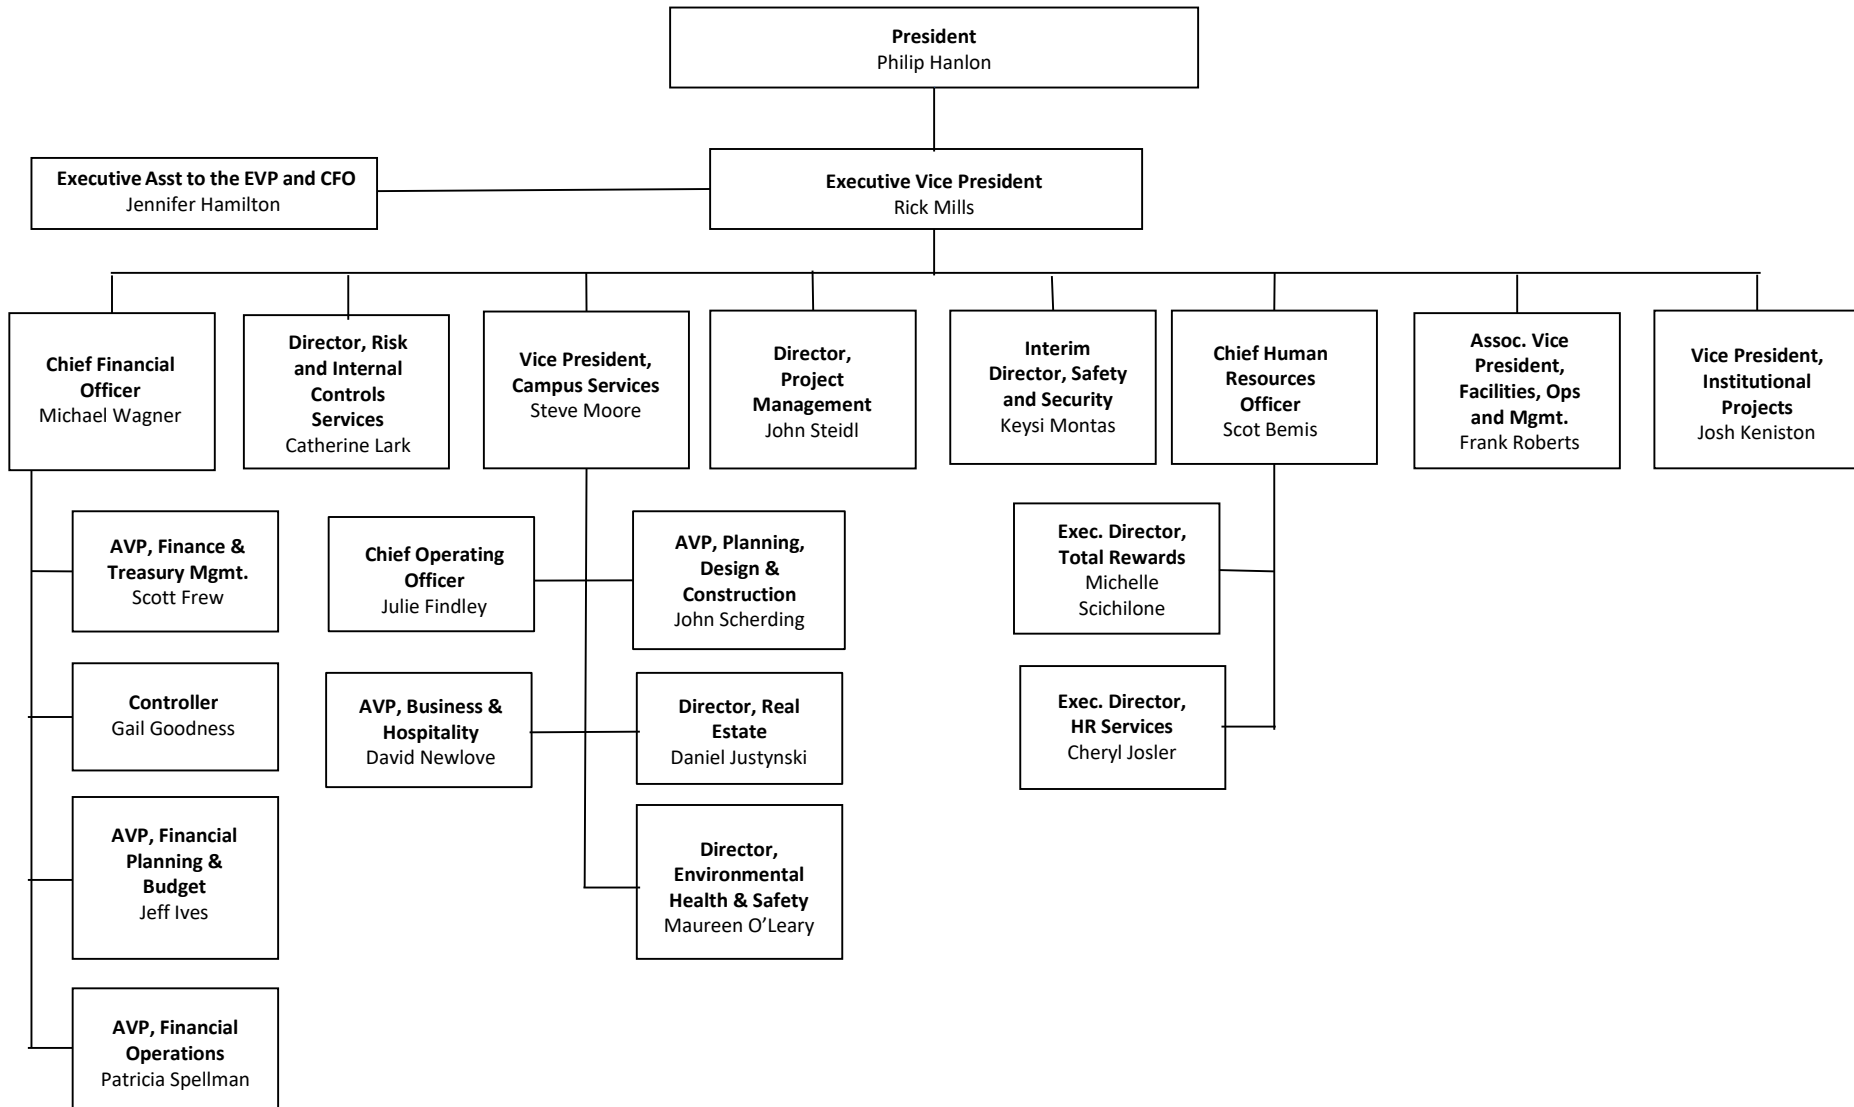 President
Philip Hanlon
Executive Asst to the EVP and CFO
Jennifer Hamilton
Executive Vice President
Rick Mills
Chief Financial
Officer
Michael Wagner
Director, Risk
and Internal
Controls
Services
Catherine Lark
Vice President,
Campus Services
Steve Moore
Director,
Project
Management
John Steidl
Interim
Director, Safety
and Security
Keysi Montas
Chief Human
Resources
Officer
Scot Bemis
Assoc. Vice
President,
Facilities, Ops
and Mgmt.
Frank Roberts
Vice President,
Institutional
Projects
Josh Keniston
AVP, Finance &
Treasury Mgmt.
Scott Frew
Chief Operating
Officer
Julie Findley
AVP, Planning,
Design &
Construction
John Scherding
Exec. Director,
Total Rewards
Michelle
Scichilone
Controller
Gail Goodness
AVP, Business &
Hospitality
David Newlove
Director, Real
Estate
Daniel Justynski
Exec. Director,
HR Services
Cheryl Josler
AVP, Financial
Planning &
Budget
Jeff Ives
Director,
Environmental
Health & Safety
Maureen O’Leary
AVP, Financial
Operations
Patricia Spellman